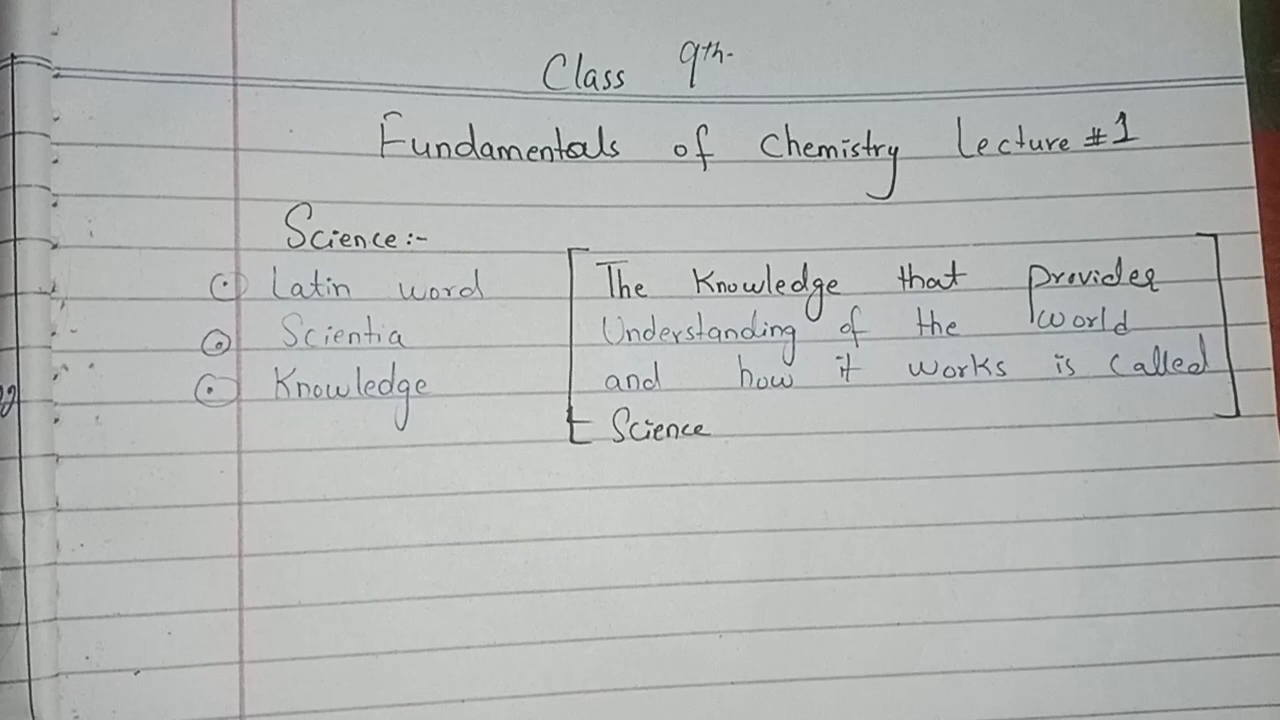 Class 9th.
Fundamentals of Chemistry Lecture #1
Science:-
Latin word
Scientia
Knowledge
The Knowledge that provides
Understanding of the world
and how it works is Called
Science